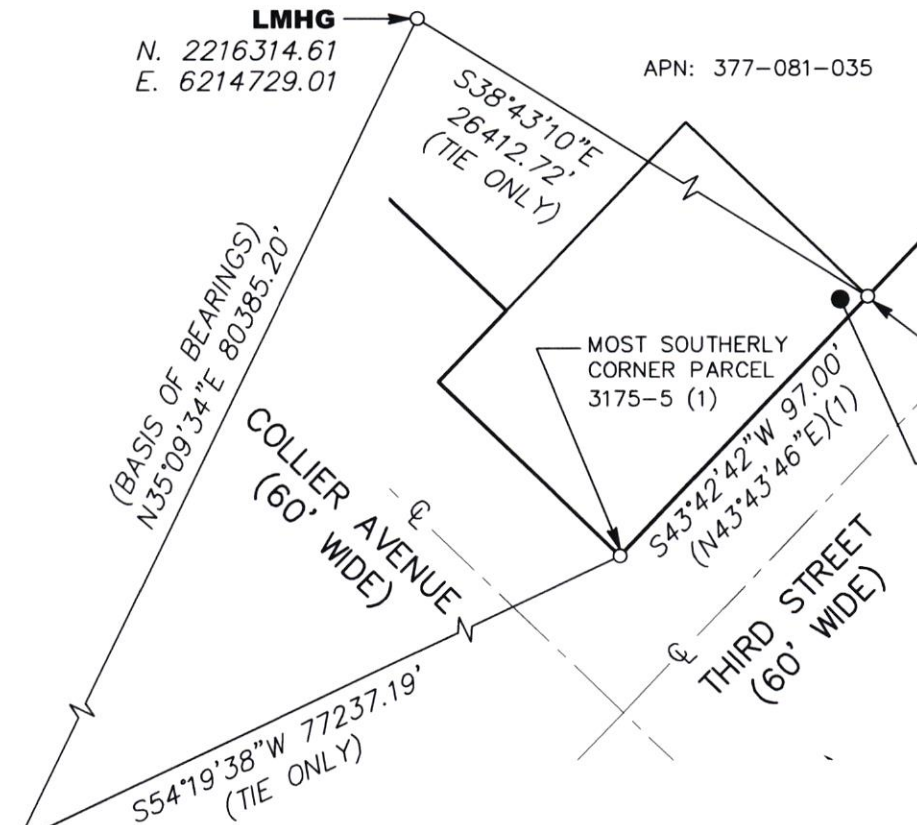 LMHG
N. 2216314.61
E. 6214729.01
APN: 377-081-035
S38°43'10"E
26412.72'
(TIE ONLY)
(BASIS OF BEARINGS)
N35°09'34"E 80385.20'
MOST SOUTHERLY
CORNER PARCEL
3175-5 (1)
S43°42'42"W 97.00'
(N43°43'46"E)(1)
COLLIER AVENUE
(60' WIDE)
℄
℄
THIRD STREET
(60' WIDE)
S54°19'38"W 77237.19'
(TIE ONLY)